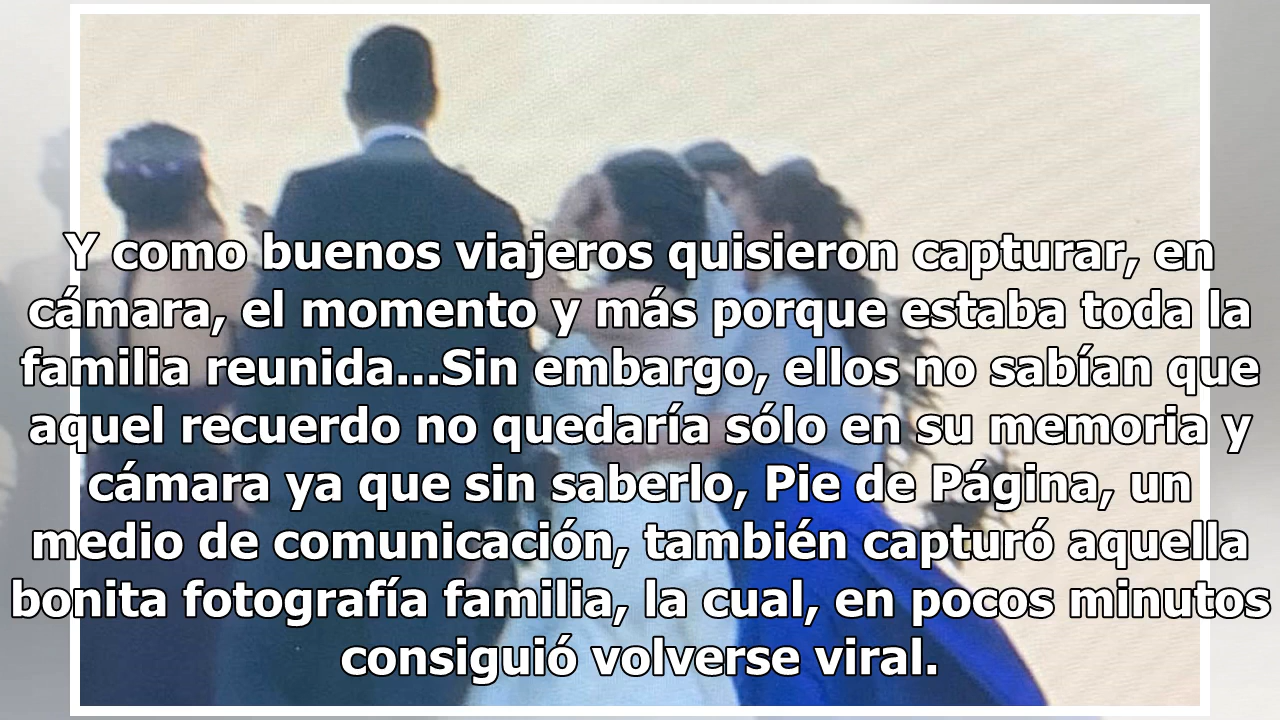 Y como buenos viajeros quisieron capturar, en
cámara, el momento y más porque estaba toda la
familia reunida...Sin embargo, ellos no sabían que
aquel recuerdo no quedaría sólo en su memoria y
cámara ya que sin saberlo, Pie de Página, un
medio de comunicación, también capturó aquella
bonita fotografía familia, la cual, en pocos minutos
consiguió volverse viral.